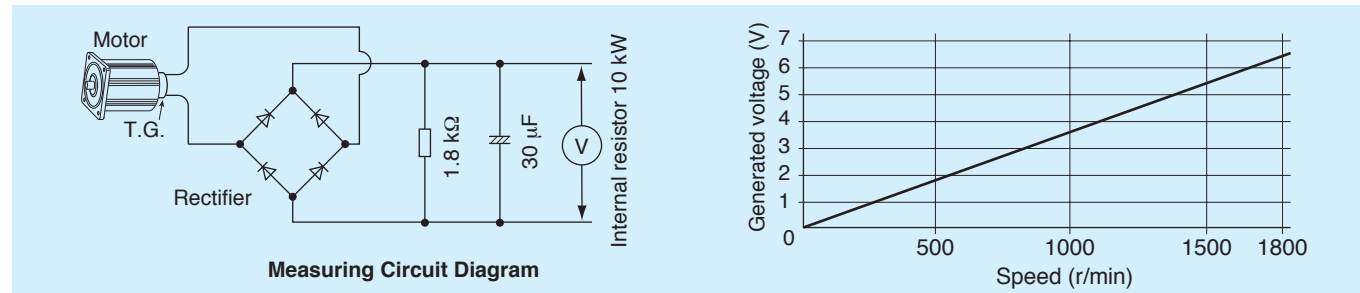 Motor
T.G.
Rectifier
1.8 kΩ
30 µF
V
Internal resistor 10 kW
Measuring Circuit Diagram
Generated voltage (V)
7
6
5
4
3
2
1
0
500 1000 1500 1800
Speed (r/min)